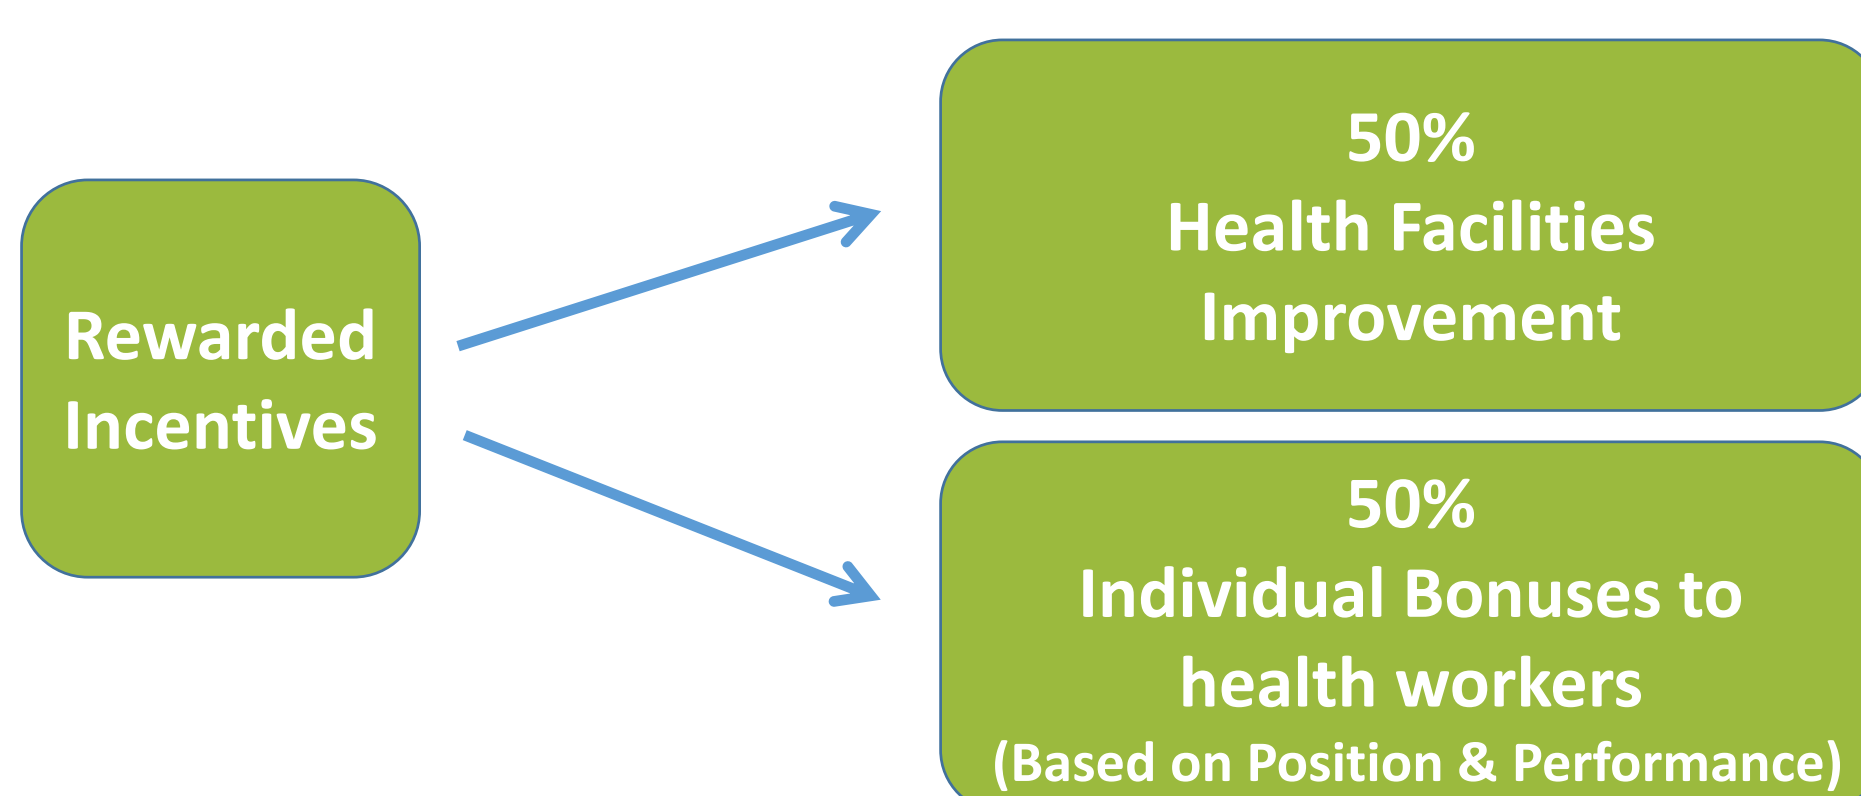 Rewarded
Incentives
50%
Health Facilities
Improvement
50%
Individual Bonuses to
health workers
(Based on Position & Performance)